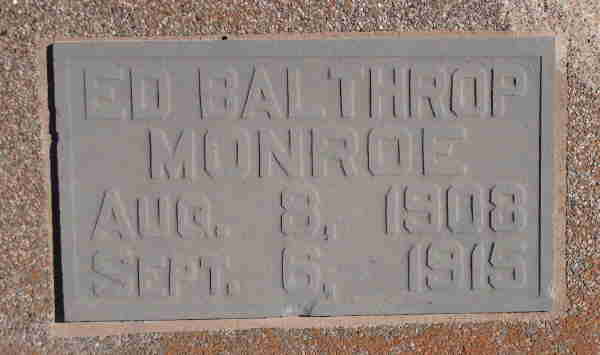 ED BALTHROP
MONROE
AUG. 8, 1908
SEPT. 6, 1915